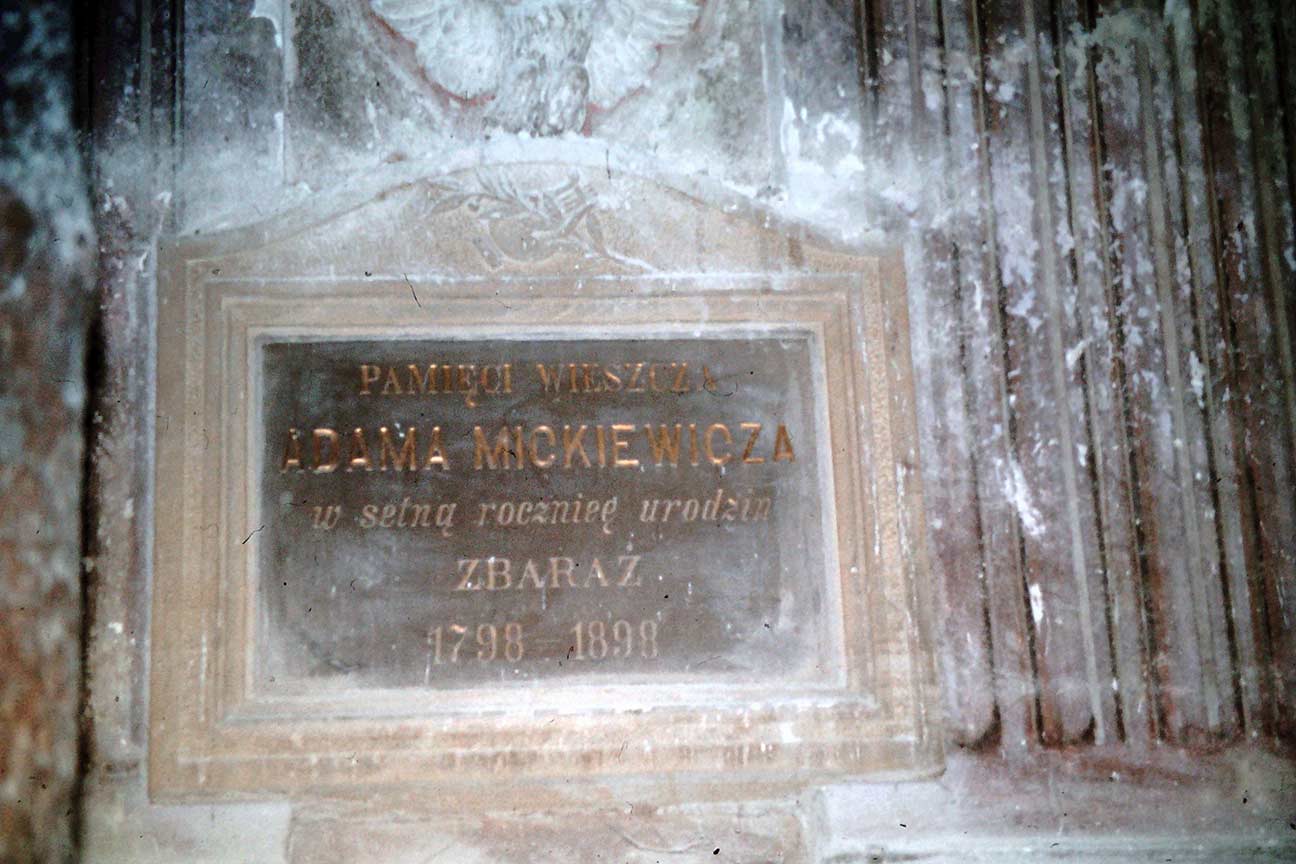 PAMIĘCI WIESZCZA
ADAMA MICKIEWICZA
w setną rocznicę urodzin
ZBARAŻ
1798–1898